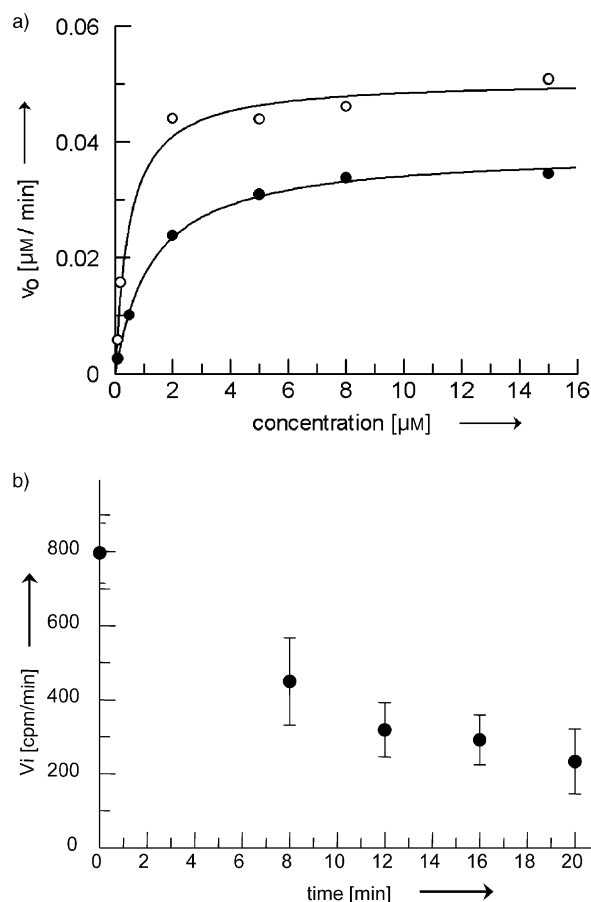 a)
0.06
0.04
0.02
0
v₀ [µM / min]
0 2 4 6 8 10 12 14 16
concentration [µM]
b)
800
600
400
200
0
Vi [cpm/min]
0 2 4 6 8 10 12 14 16 18 20
time [min]